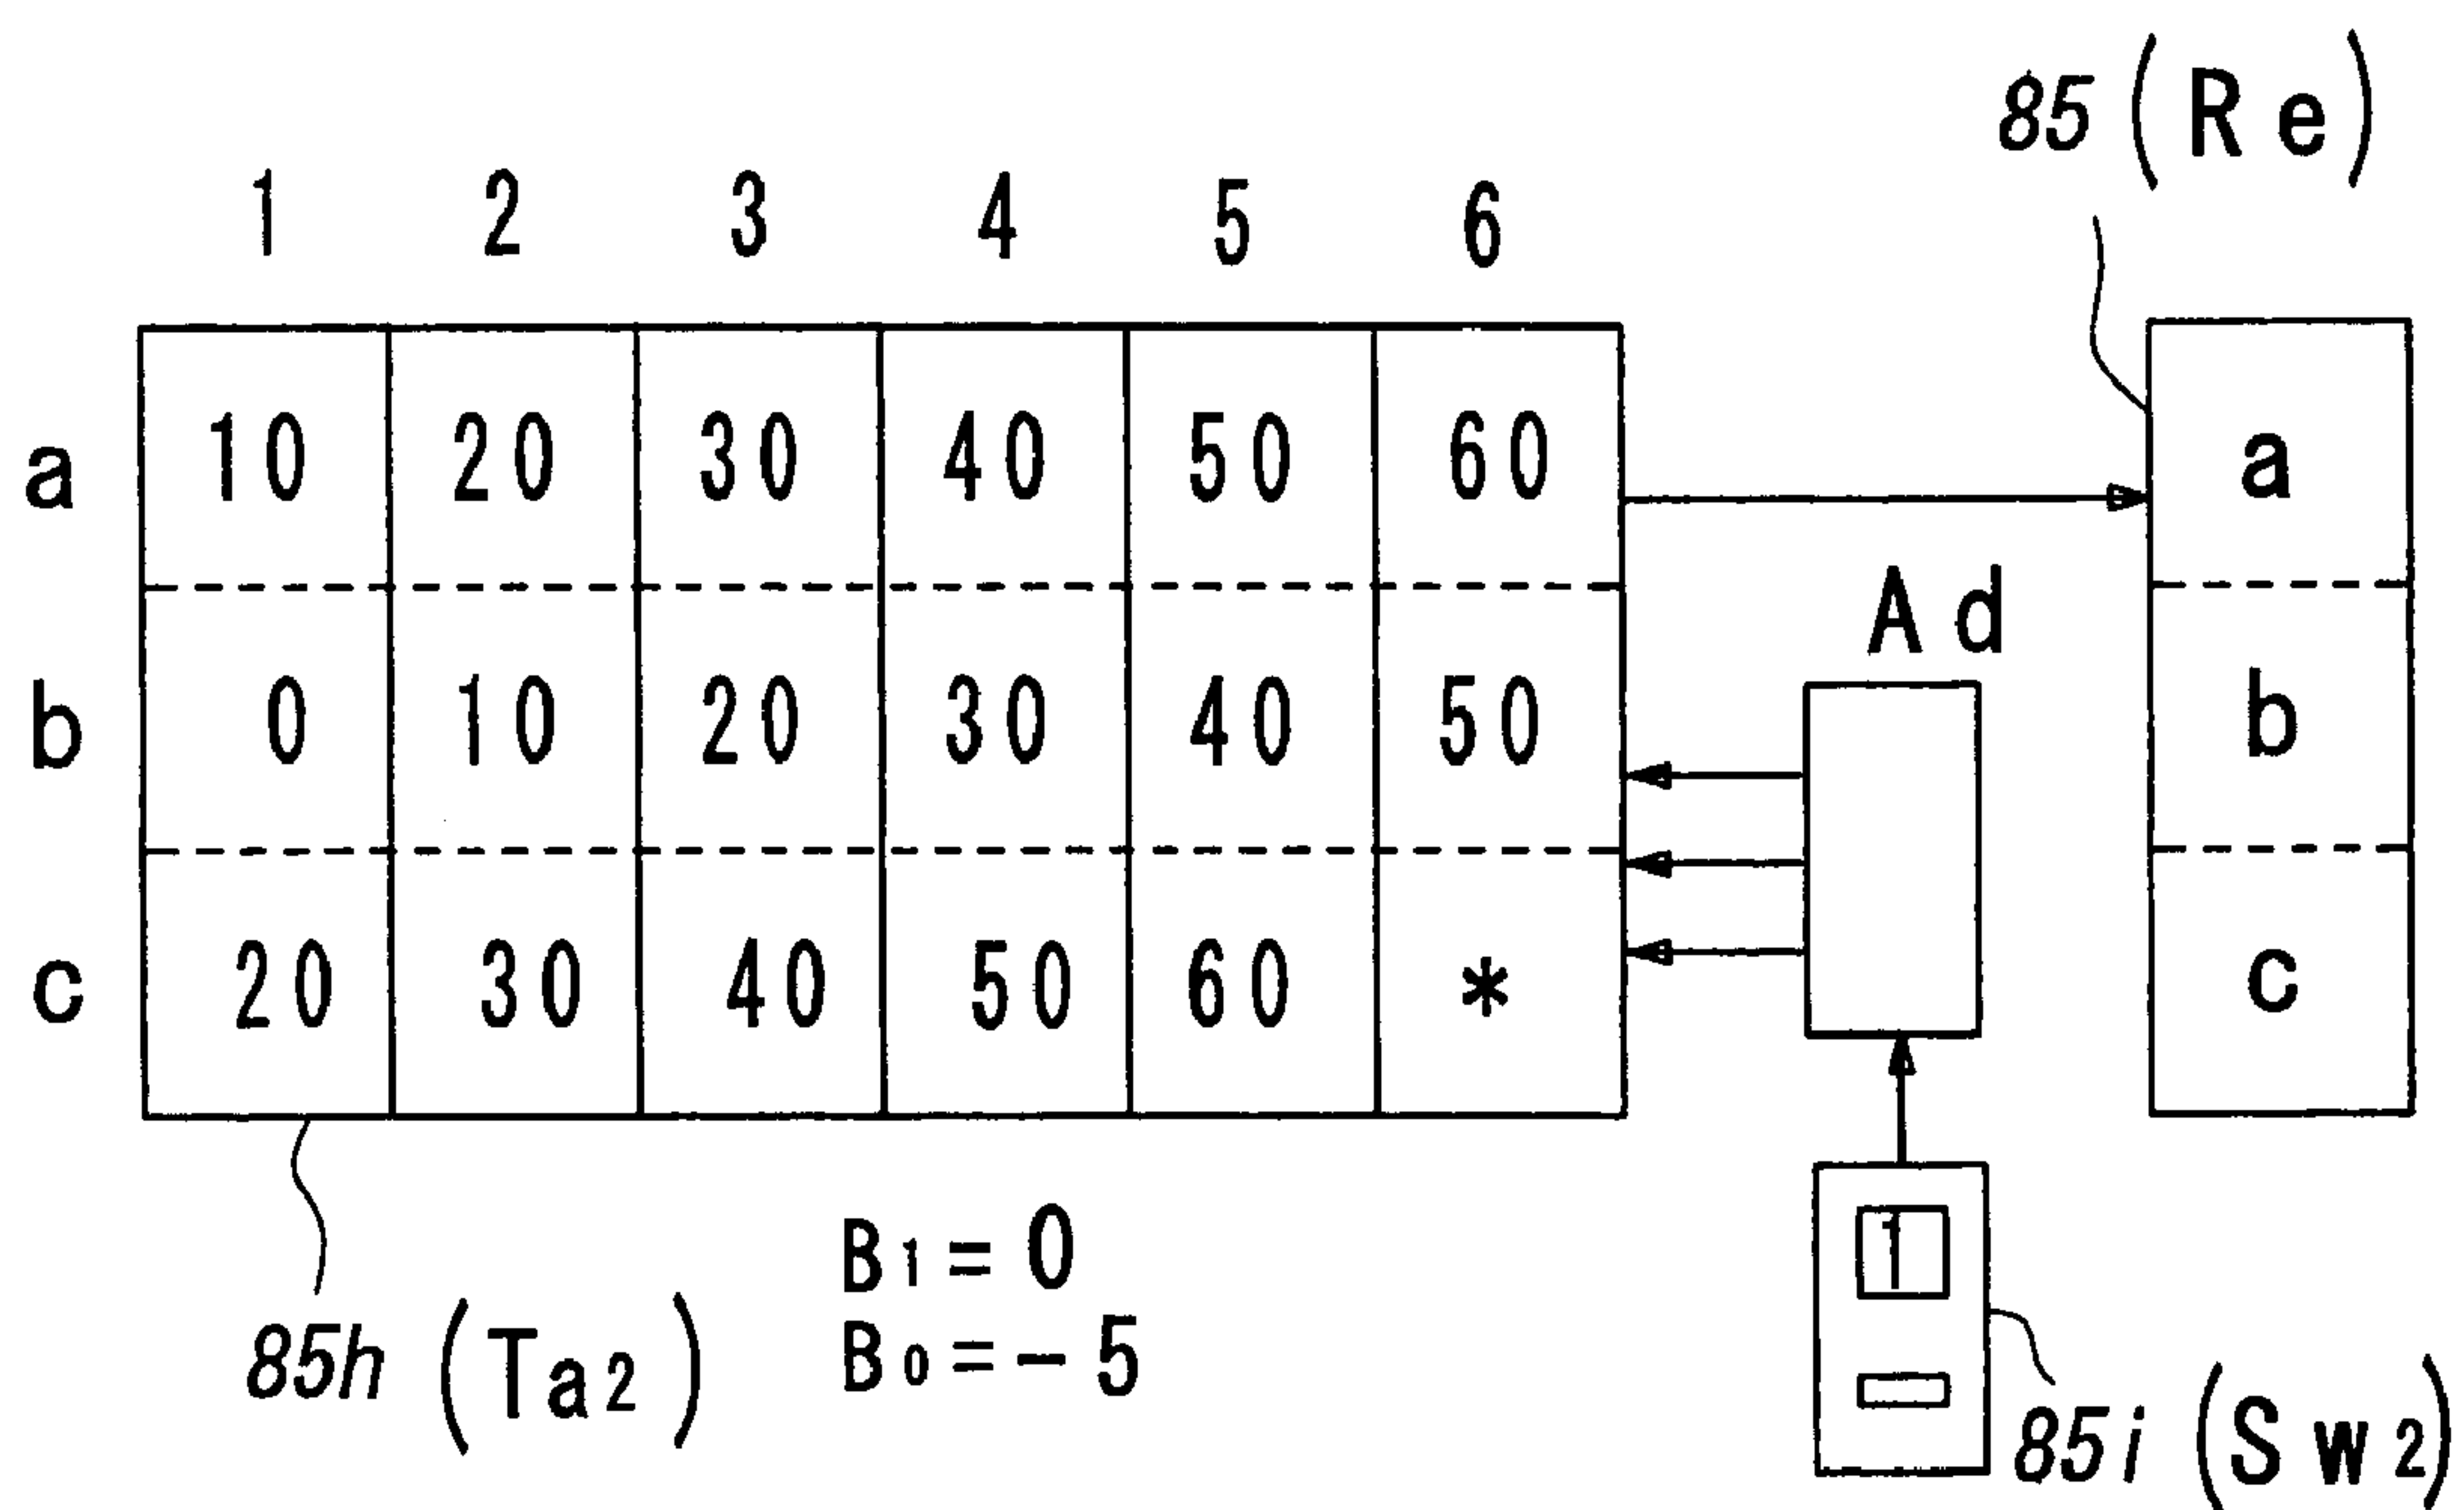 85 (Re)
1 2 3 4 5 6
a 10 20 30 40 50 60 a
Ad
b 0 10 20 30 40 50 b
c 20 30 40 50 60 * c
1
B1 = 0
B0 = -5
85h (Ta2)
85i (Sw2)